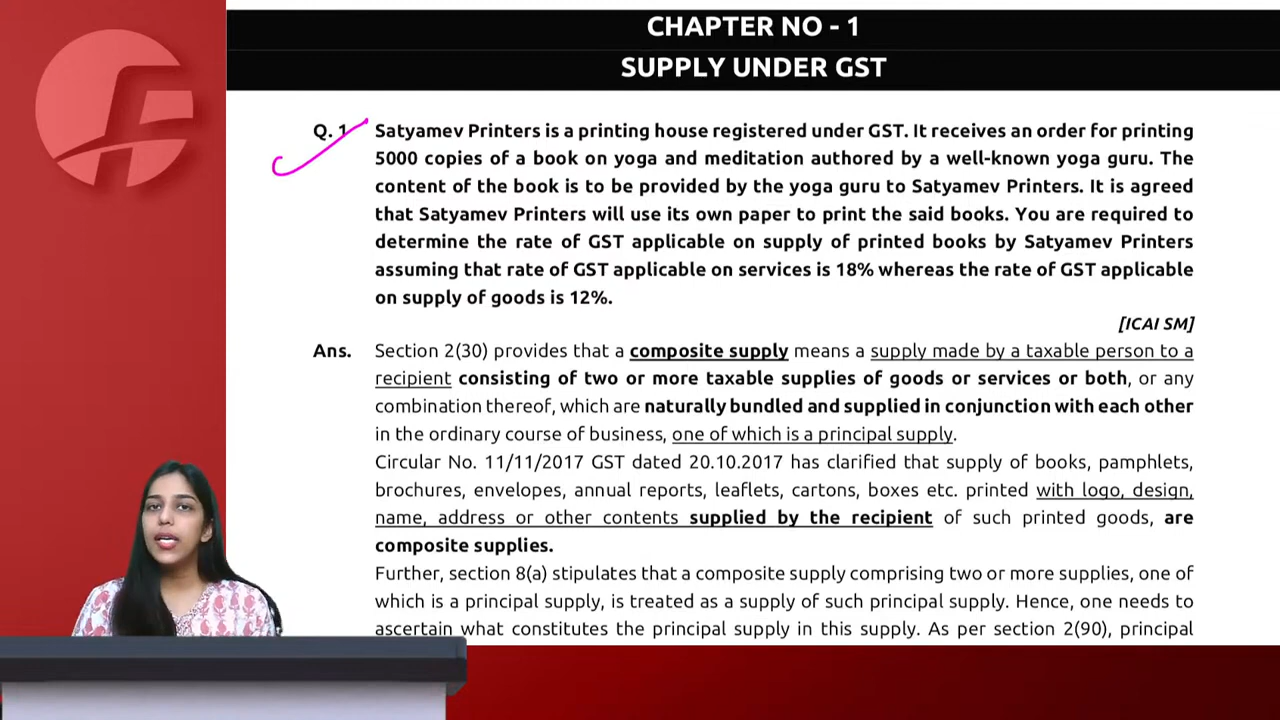 CHAPTER NO - 1
SUPPLY UNDER GST
Q. 1 Satyamev Printers is a printing house registered under GST. It receives an order for printing
5000 copies of a book on yoga and meditation authored by a well-known yoga guru. The
content of the book is to be provided by the yoga guru to Satyamev Printers. It is agreed
that Satyamev Printers will use its own paper to print the said books. You are required to
determine the rate of GST applicable on supply of printed books by Satyamev Printers
assuming that rate of GST applicable on services is 18% whereas the rate of GST applicable
on supply of goods is 12%.
[ICAI SM]
Ans. Section 2(30) provides that a composite supply means a supply made by a taxable person to a
recipient consisting of two or more taxable supplies of goods or services or both, or any
combination thereof, which are naturally bundled and supplied in conjunction with each other
in the ordinary course of business, one of which is a principal supply.
Circular No. 11/11/2017 GST dated 20.10.2017 has clarified that supply of books, pamphlets,
brochures, envelopes, annual reports, leaflets, cartons, boxes etc. printed with logo, design,
name, address or other contents supplied by the recipient of such printed goods, are
composite supplies.
Further, section 8(a) stipulates that a composite supply comprising two or more supplies, one of
which is a principal supply, is treated as a supply of such principal supply. Hence, one needs to
ascertain what constitutes the principal supply in this supply. As per section 2(90), principal